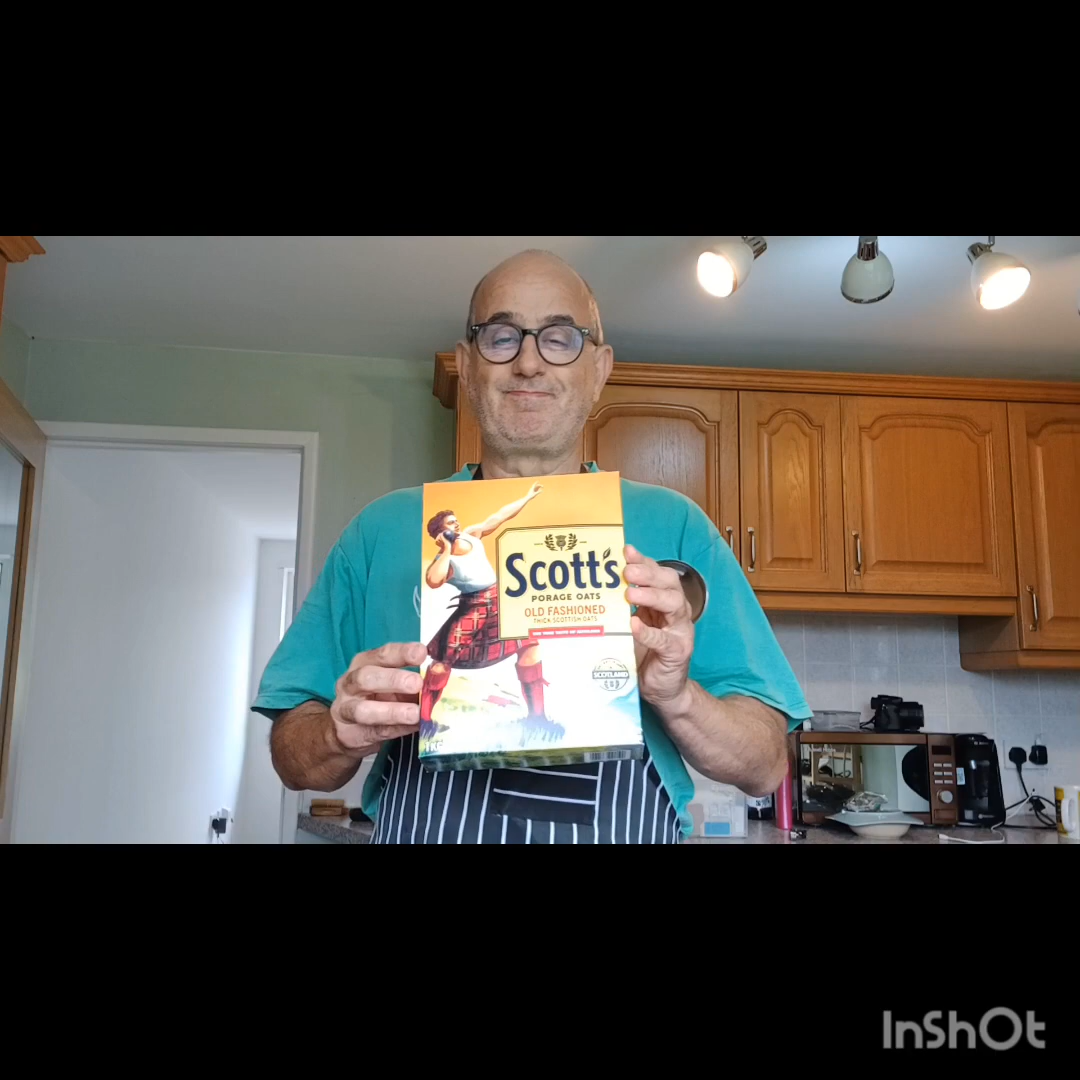 Scott's
PORAGE OATS
OLD FASHIONED
THICK SCOTTISH OATS
SCOTLAND
InShOt